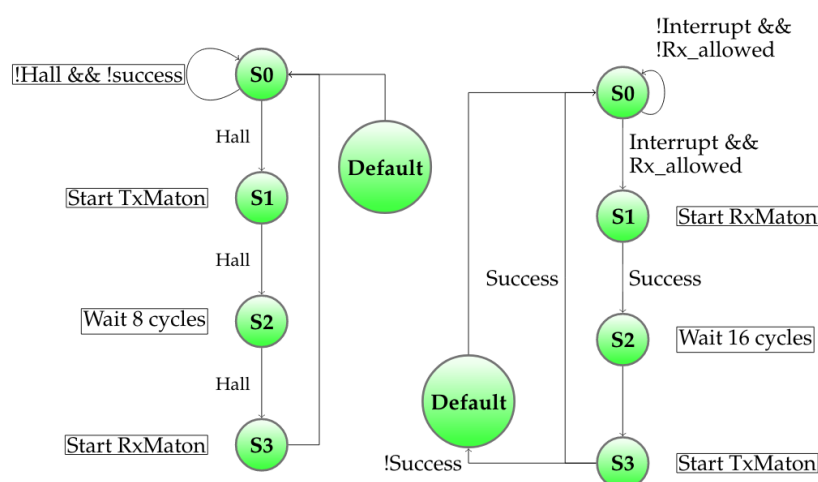 !Hall && !success
S0
Hall
Default
Start TxMaton
S1
Hall
Wait 8 cycles
S2
Hall
Start RxMaton
S3
!Interrupt &&
!Rx_allowed
S0
Interrupt &&
Rx_allowed
S1
Start RxMaton
Success
Success
S2
Wait 16 cycles
Default
!Success
S3
Start TxMaton